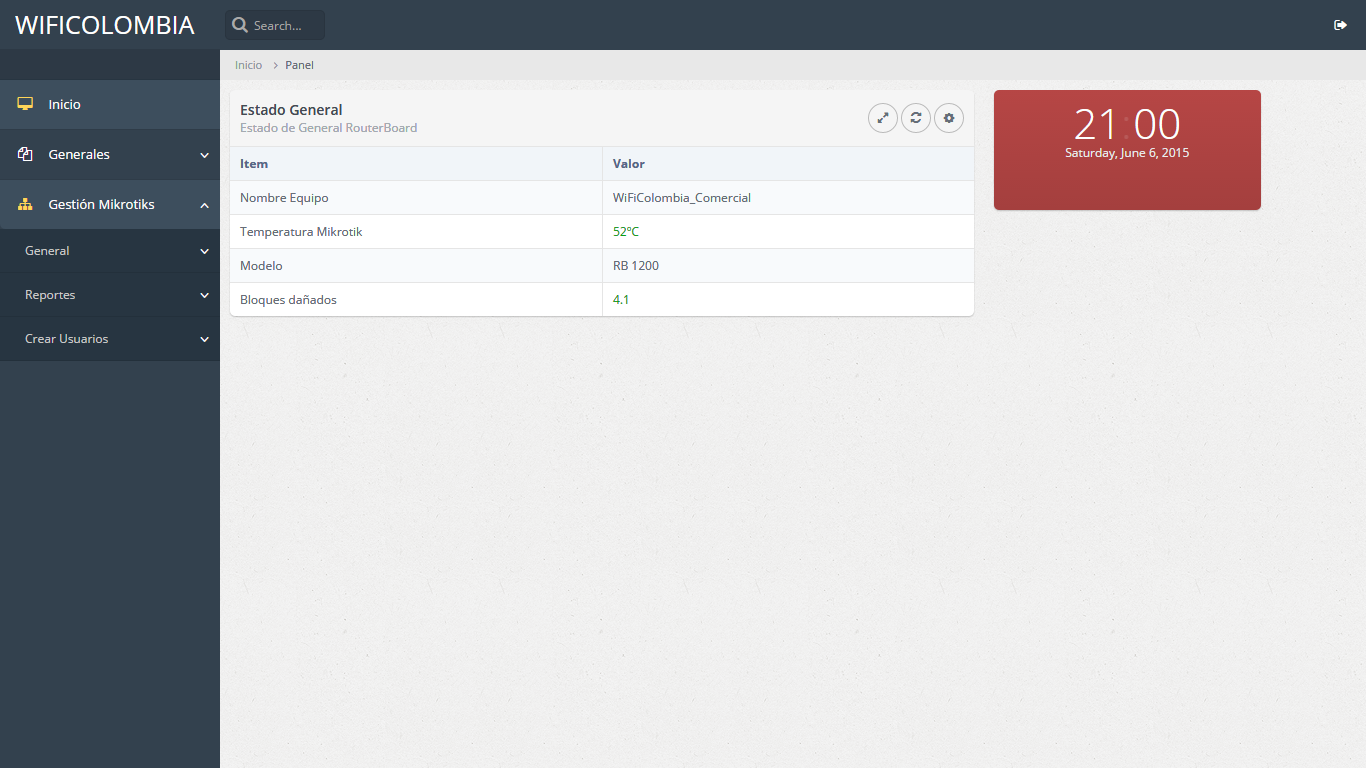 WIFICOLOMBIA
Search...
Inicio
Generales
Gestión Mikrotiks
General
Reportes
Crear Usuarios
Inicio > Panel
Estado General
Estado de General RouterBoard
Item Valor
Nombre Equipo WiFiColombia_Comercial
Temperatura Mikrotik 52ºC
Modelo RB 1200
Bloques dañados 4.1
21:00
Saturday, June 6, 2015